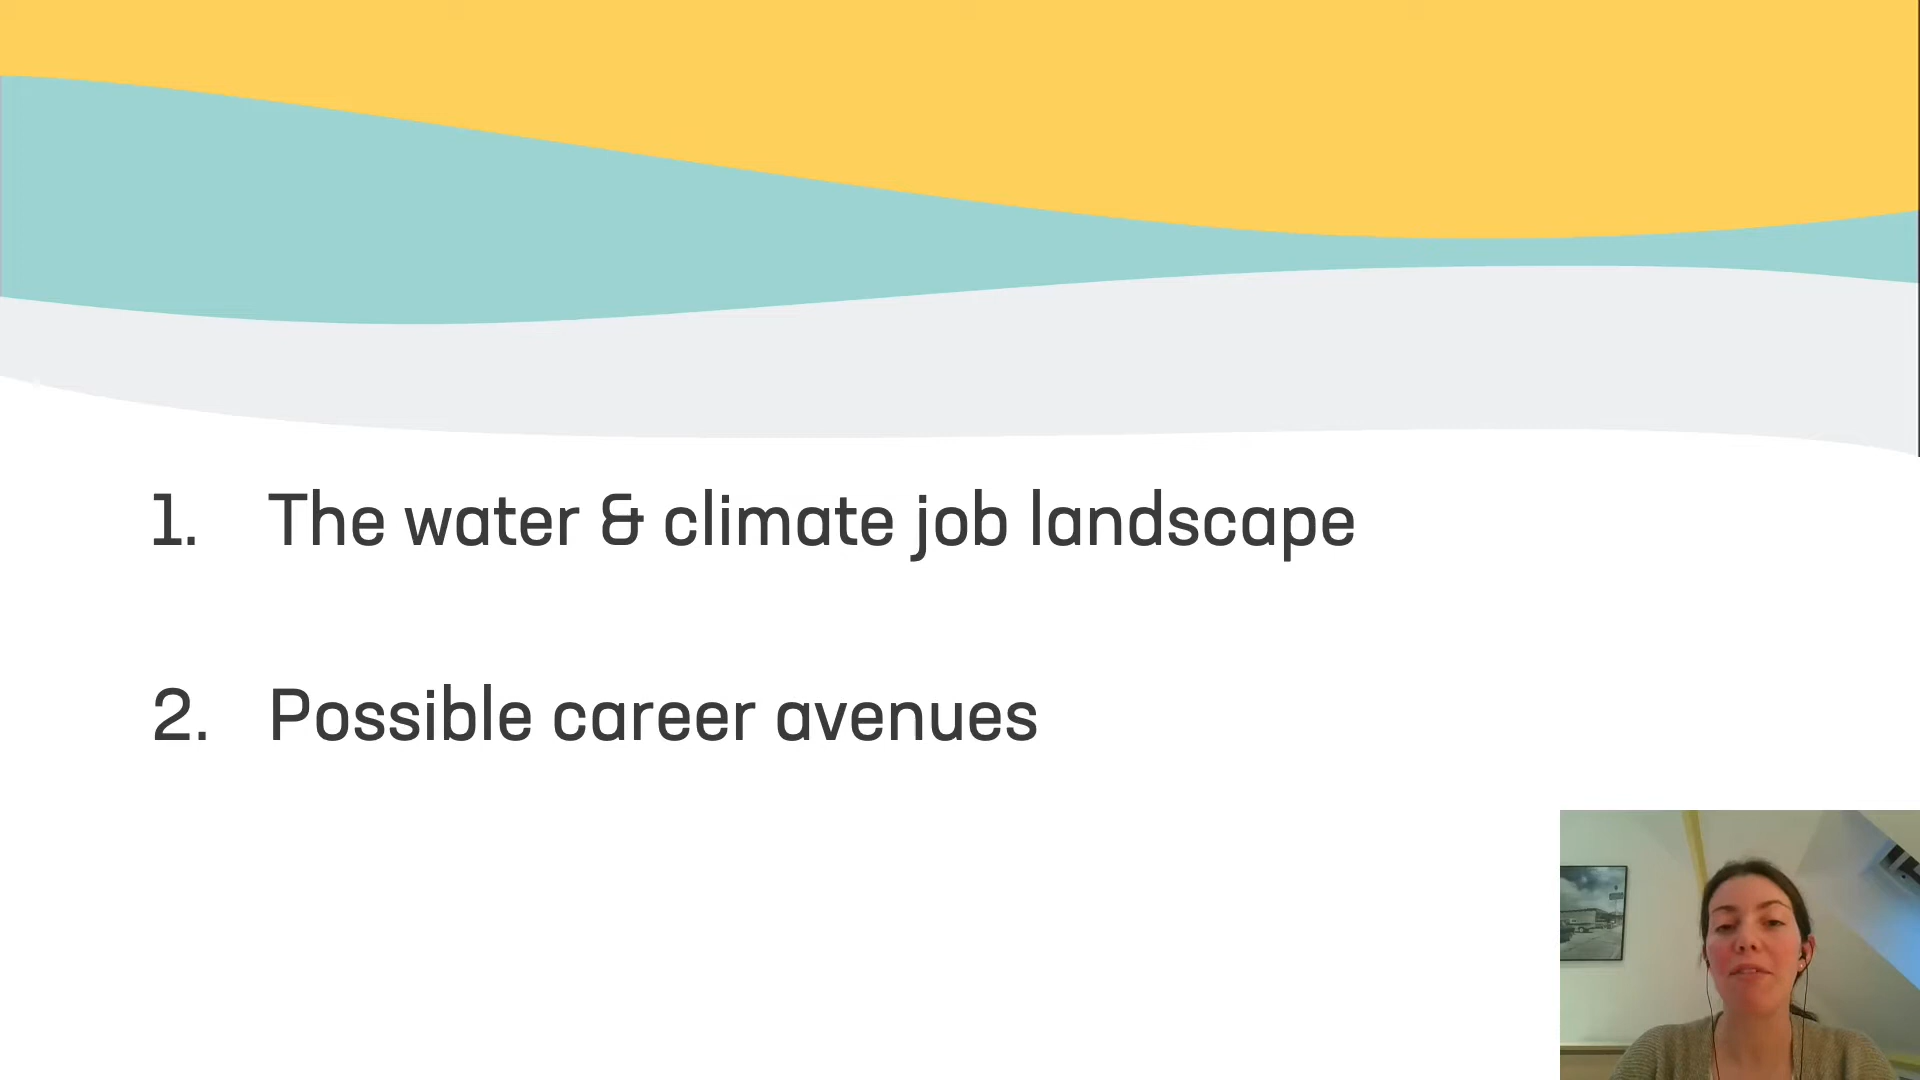 1. The water & climate job landscape
2. Possible career avenues